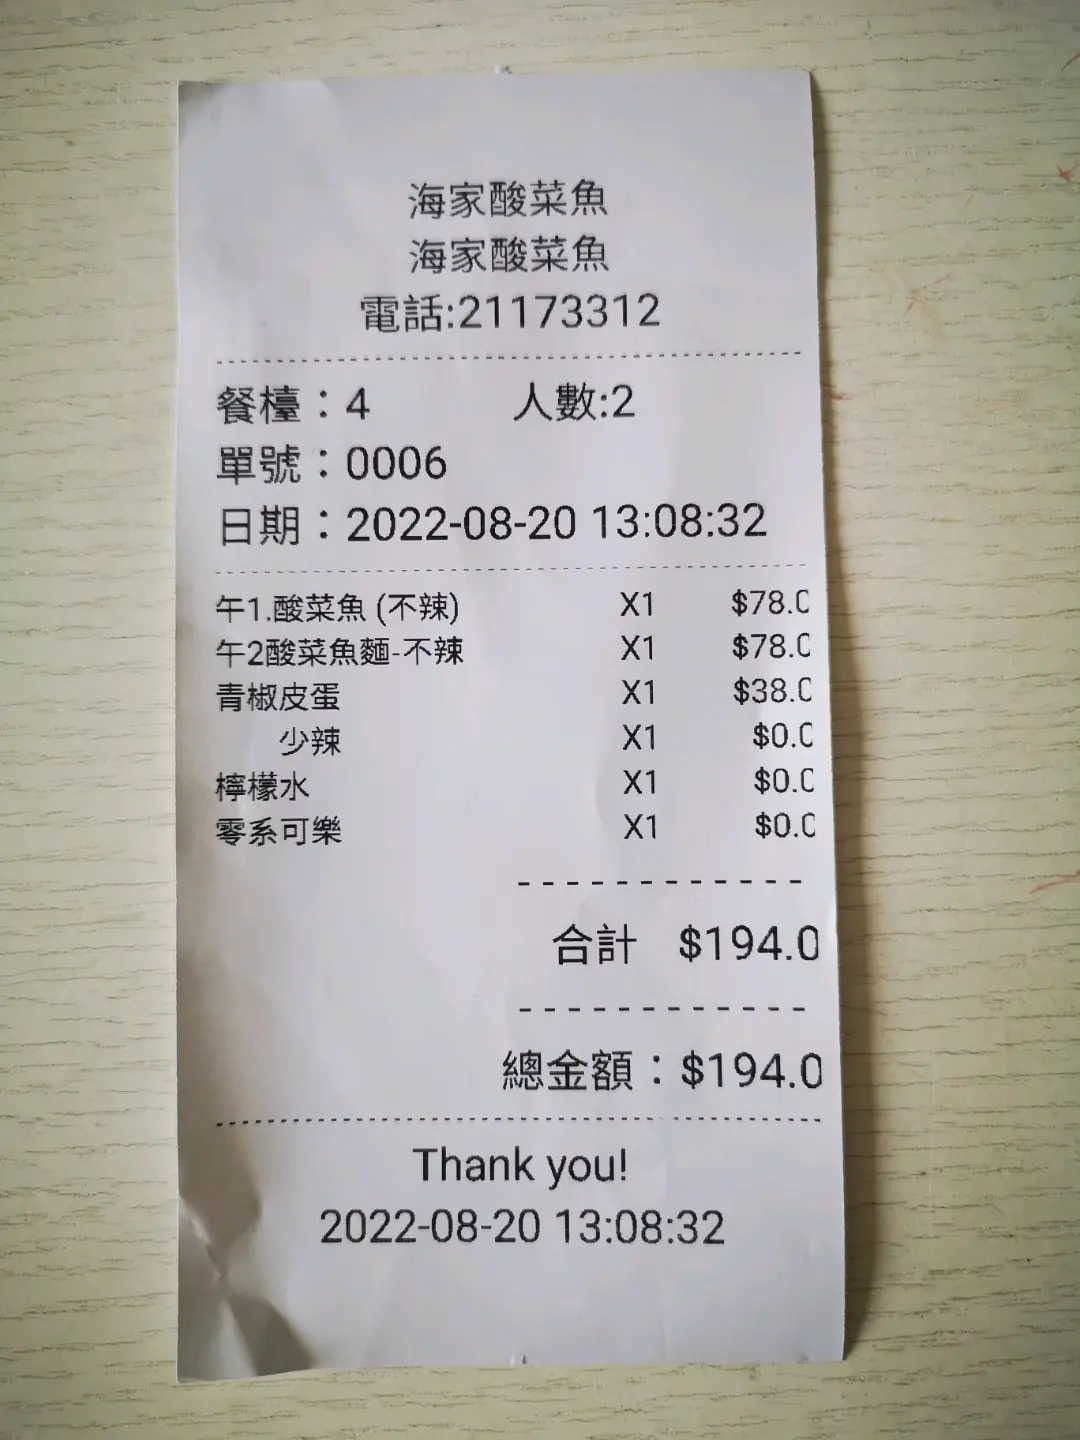 海家酸菜魚
海家酸菜魚
電話:21173312
餐檯：4 人數:2
單號：0006
日期：2022-08-20 13:08:32
午1.酸菜魚 (不辣) X1 $78.0
午2酸菜魚麵-不辣 X1 $78.0
青椒皮蛋 X1 $38.0
少辣 X1 $0.0
檸檬水 X1 $0.0
零系可樂 X1 $0.0
合計 $194.0
總金額：$194.0
Thank you!
2022-08-20 13:08:32